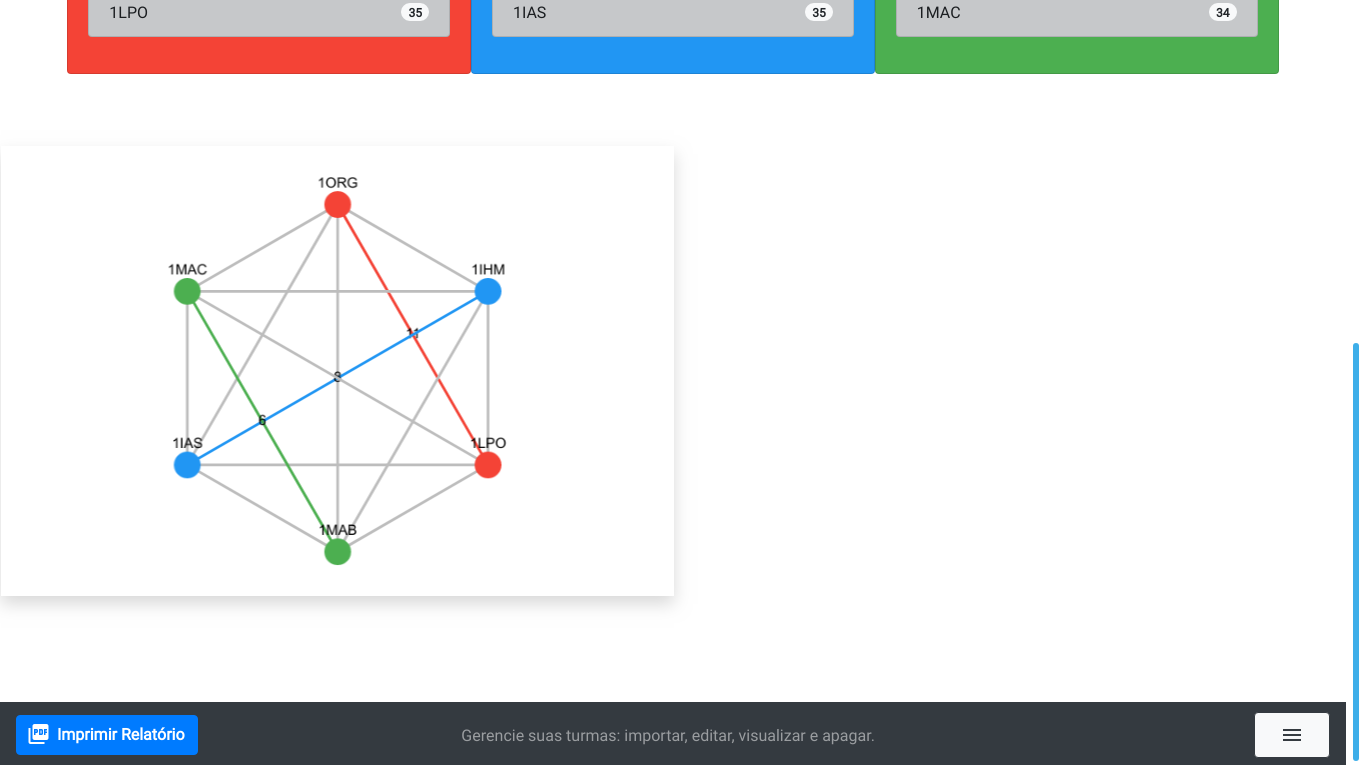 1LPO 35
1IAS 35
1MAC 34
1ORG
1MAC
1IHM
11
3
6
1IAS
1LPO
1MAB
PDF Imprimir Relatório
Gerencie suas turmas: importar, editar, visualizar e apagar.